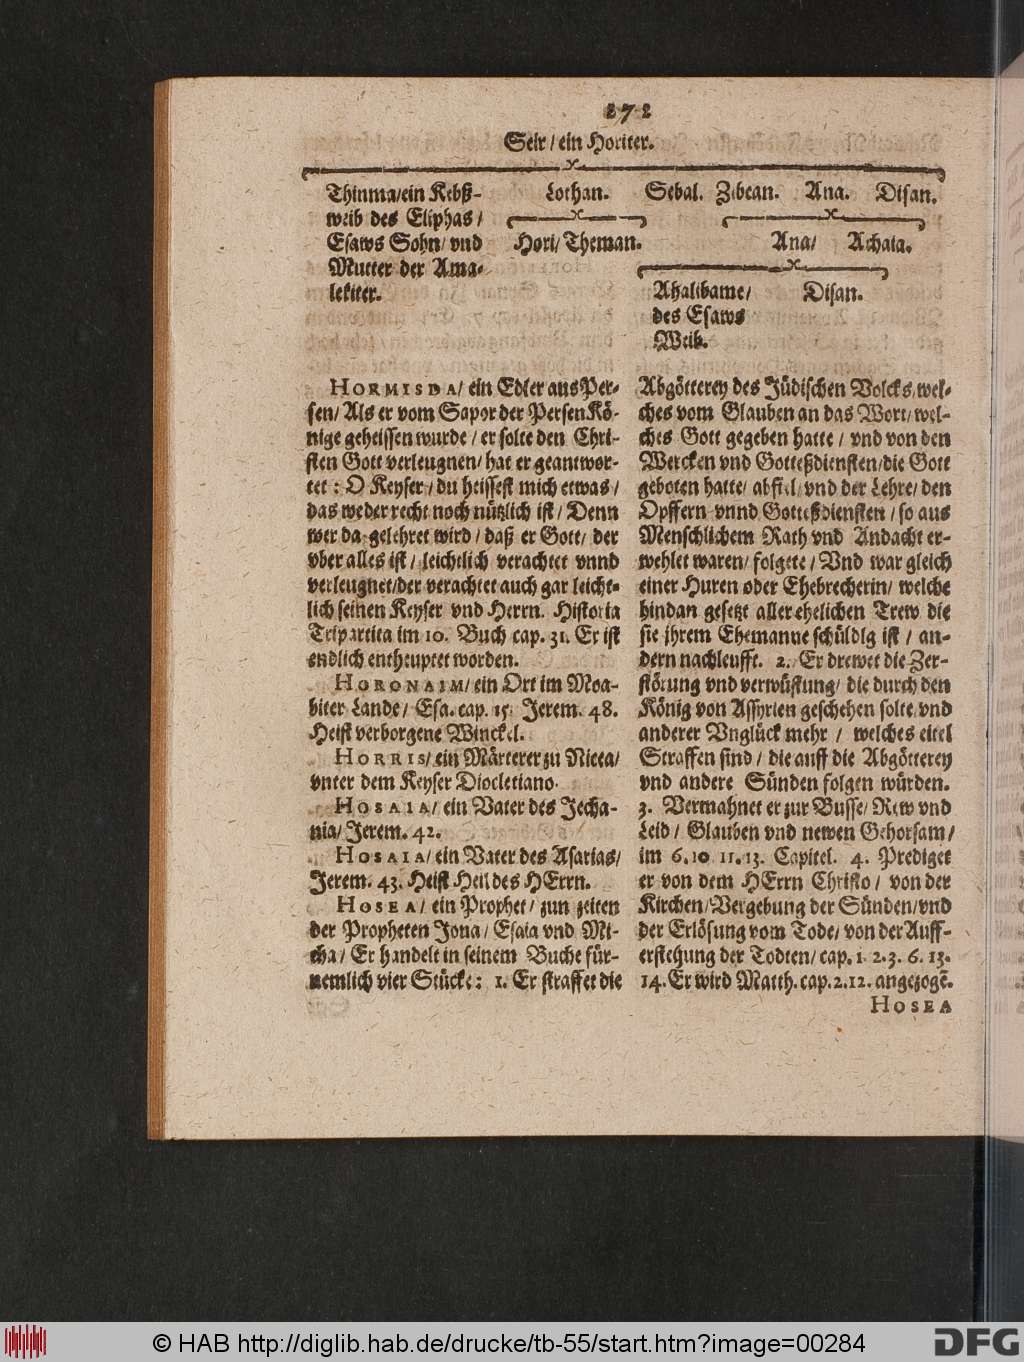 272
Seir / ein Horiter.
Thinma/ein Kebß-
weib des Eliphas /
Esaws Sohn/ vnd
Mutter der Ama-
lekiter.
Lothan. Sebal. Zibean. Ana. Disan.
Hori/ Theman. Ana/ Achaia.
Ahalibame/ Disan.
des Esaws
Weib.
HORMISDA/ ein Edler aus Per-
sen/ Als er vom Sapor der Persen Kö-
nige geheissen wurde / er solte den Chri-
sten Gott verleugnen/ hat er geantwor-
tet : O Keyser / du heissest mich etwas /
das weder recht noch nützlich ist / Denn
wer da gelehret wird / daß er Gott/ der
vber alles ist / leichtlich verachtet vnnd
verleugnet/der verachtet auch gar leicht-
lich seinen Keyser vnd Herrn. Historia
Tripartita im 10. Buch cap. 31. Er ist
endlich entheuptet worden.
HORONAIM/ ein Ort im Moa-
biter Lande/ Esa. cap. 15. Jerem. 48.
Heist verborgene Winckel.
HORRIS/ ein Märterer zu Nicea/
vnter dem Keyser Diocletiano.
HOSAIA/ ein Vater des Jecha-
nia/ Jerem. 42.
HOSAIA/ ein Vater des Asarias/
Jerem. 43. Heist Heil des HErrn.
HOSEA/ ein Prophet / zun zeiten
der Propheten Jona / Esaia vnd Mi-
cha / Er handelt in seinem Buche für-
nemlich vier Stücke : 1. Er straffet die
Abgötterey des Jüdischen Volcks, wel-
ches vom Glauben an das Wort/ wel-
ches Gott gegeben hatte / vnd von den
Wercken vnd Gotteßdiensten/die Gott
geboten hatte/ abfiel/ vnd der Lehre/ den
Opffern vnnd Gotteßdiensten / so aus
Menschlichem Rath vnd Andacht er-
wehlet waren/ folgete / Vnd war gleich
einer Huren oder Ehebrecherin/ welche
hindan gesetzt aller ehelichen Trew die
sie jhrem Ehemanne schüldig ist / an-
dern nachleufft. 2. Er drewet die Zer-
störung vnd verwüstung/ die durch den
König von Assyrien geschehen solte/ vnd
anderer Vnglück mehr / welches eitel
Straffen sind / die auff die Abgötterey
vnd andere Sünden folgen würden.
3. Vermahnet er zur Busse / Rew vnd
Leid / Glauben vnd newen Gehorsam /
im 6. 10 11. 13. Capitel. 4. Prediget
er von dem HErrn Christo / von der
Kirchen/ Vergebung der Sünden/ vnd
der Erlösung vom Tode/ von der Auff-
erstehung der Todten/ cap. 1. 2. 3. 6. 13.
14. Er wird Matth. cap. 2. 12. angezogẽ.
HOSEA
© HAB http://diglib.hab.de/drucke/tb-55/start.htm?image=00284
DFG